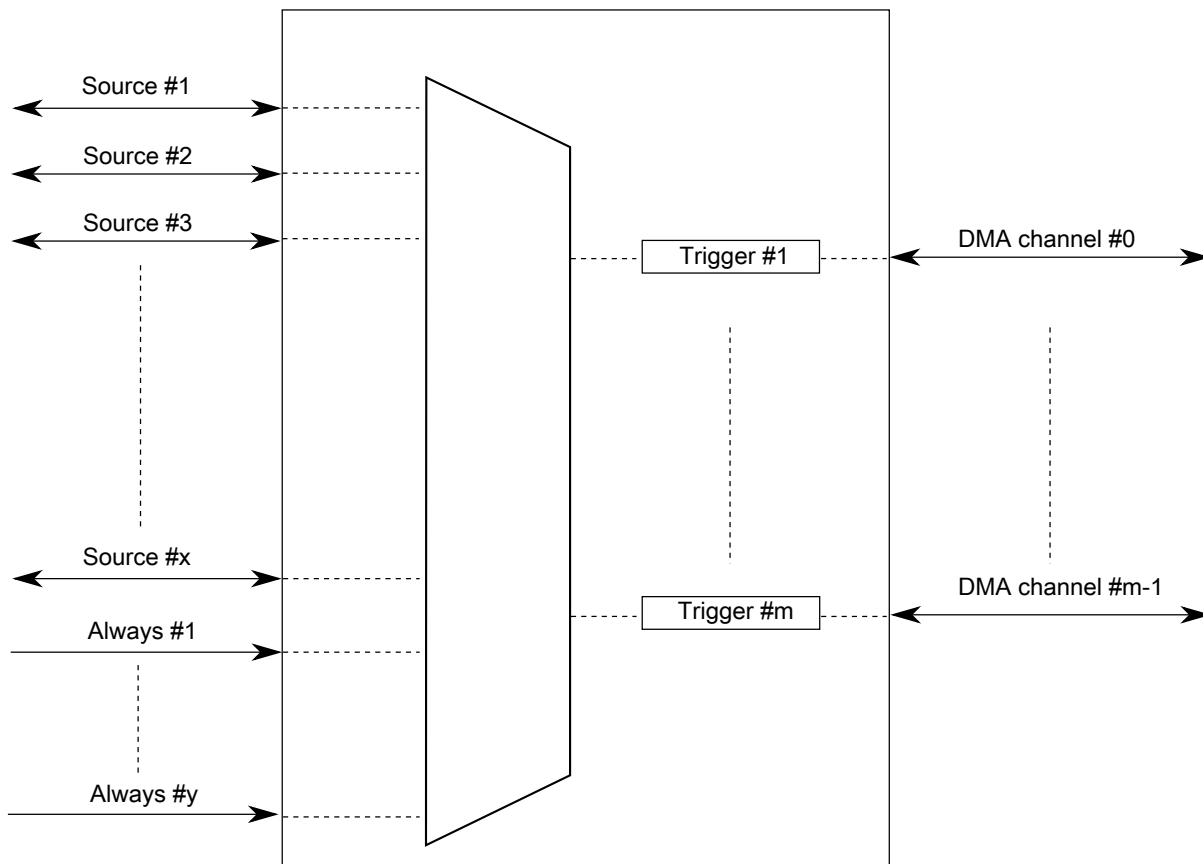 Source #1
Source #2
Source #3
Trigger #1
DMA channel #0
Source #x
Always #1
Trigger #m
DMA channel #m-1
Always #y